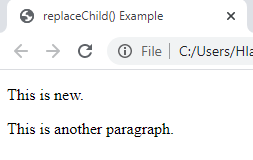 replaceChild() Example
File | C:/Users/Hla
This is new.
This is another paragraph.